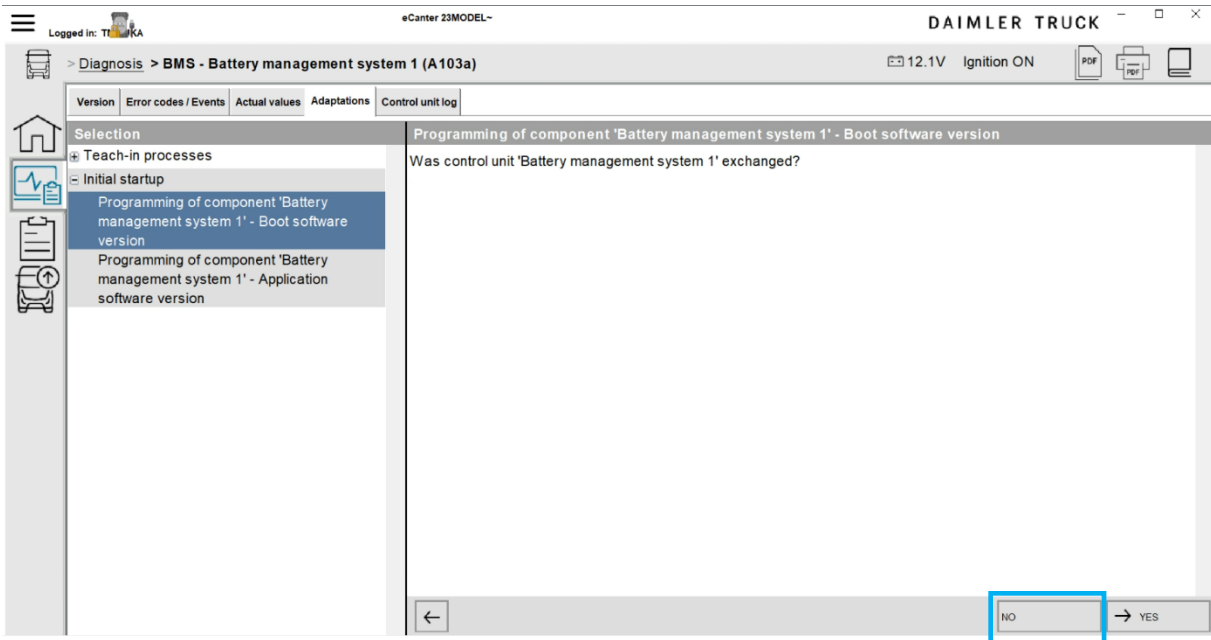 eCanter 23MODEL~
Logged in:
DAIMLER TRUCK
> Diagnosis > BMS - Battery management system 1 (A103a)
12.1V Ignition ON
PDF
PDF
Version Error codes / Events Actual values Adaptations Control unit log
Selection
Teach-in processes
Initial startup
Programming of component 'Battery
management system 1' - Boot software
version
Programming of component 'Battery
management system 1' - Application
software version
Programming of component 'Battery management system 1' - Boot software version
Was control unit 'Battery management system 1' exchanged?
NO
YES